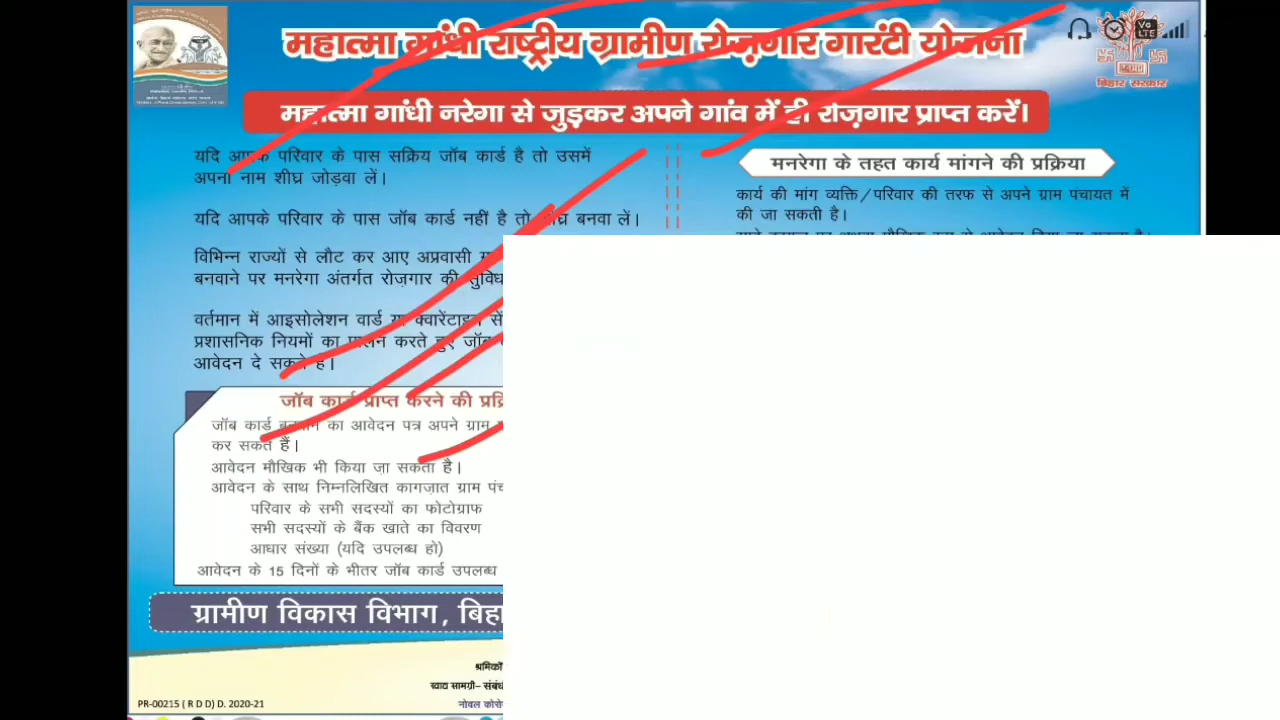 महात्मा गांधी राष्ट्रीय ग्रामीण रोज़गार गारंटी योजना
बिहार सरकार
महात्मा गांधी नरेगा से जुड़कर अपने गांव में ही रोज़गार प्राप्त करें।
यदि आपके परिवार के पास सक्रिय जॉब कार्ड है तो उसमें
अपना नाम शीघ्र जोड़वा लें।
यदि आपके परिवार के पास जॉब कार्ड नहीं है तो शीघ्र बनवा लें।
विभिन्न राज्यों से लौट कर आए अप्रवासी
बनवाने पर मनरेगा अंतर्गत रोज़गार की सुविध
वर्तमान में आइसोलेशन वार्ड या क्वारेंटाइन सें
प्रशासनिक नियमों का पालन करते हुए जॉब
आवेदन दे सकते हैं।
जॉब कार्ड प्राप्त करने की प्रक्रि
जॉब कार्ड बनवाने का आवेदन पत्र अपने ग्राम
कर सकते हैं।
आवेदन मौखिक भी किया जा सकता है।
आवेदन के साथ निम्नलिखित कागज़ात ग्राम पंच
परिवार के सभी सदस्यों का फोटोग्राफ
सभी सदस्यों के बैंक खाते का विवरण
आधार संख्या (यदि उपलब्ध हो)
आवेदन के 15 दिनों के भीतर जॉब कार्ड उपलब्ध
मनरेगा के तहत कार्य मांगने की प्रक्रिया
कार्य की मांग व्यक्ति/परिवार की तरफ से अपने ग्राम पंचायत में
की जा सकती है।
ग्रामीण विकास विभाग, बिहा
श्रमिकों
खाद्य सामग्री– संबंध
नोवल कोरो
PR-00215 ( R D D) D. 2020-21